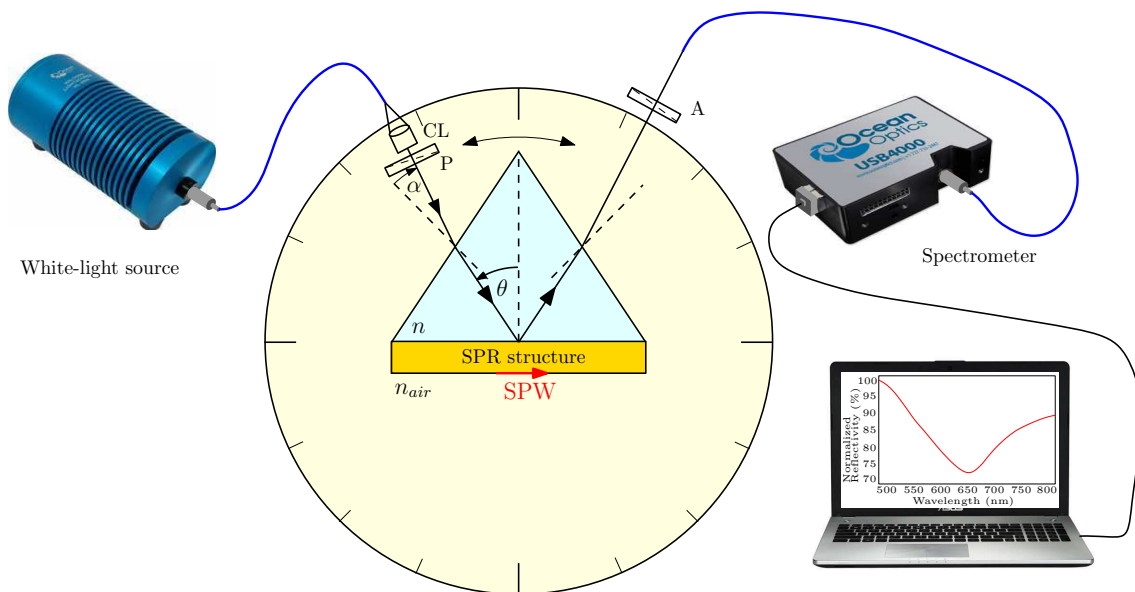 White-light source
CL
P
α
θ
n
SPR structure
n_air
SPW
A
Ocean
Optics
USB4000
Spectrometer
Normalized
Reflectivity (%)
100
95
90
85
80
75
70
500 550 600 650 700 750 800
Wavelength (nm)
ASUS